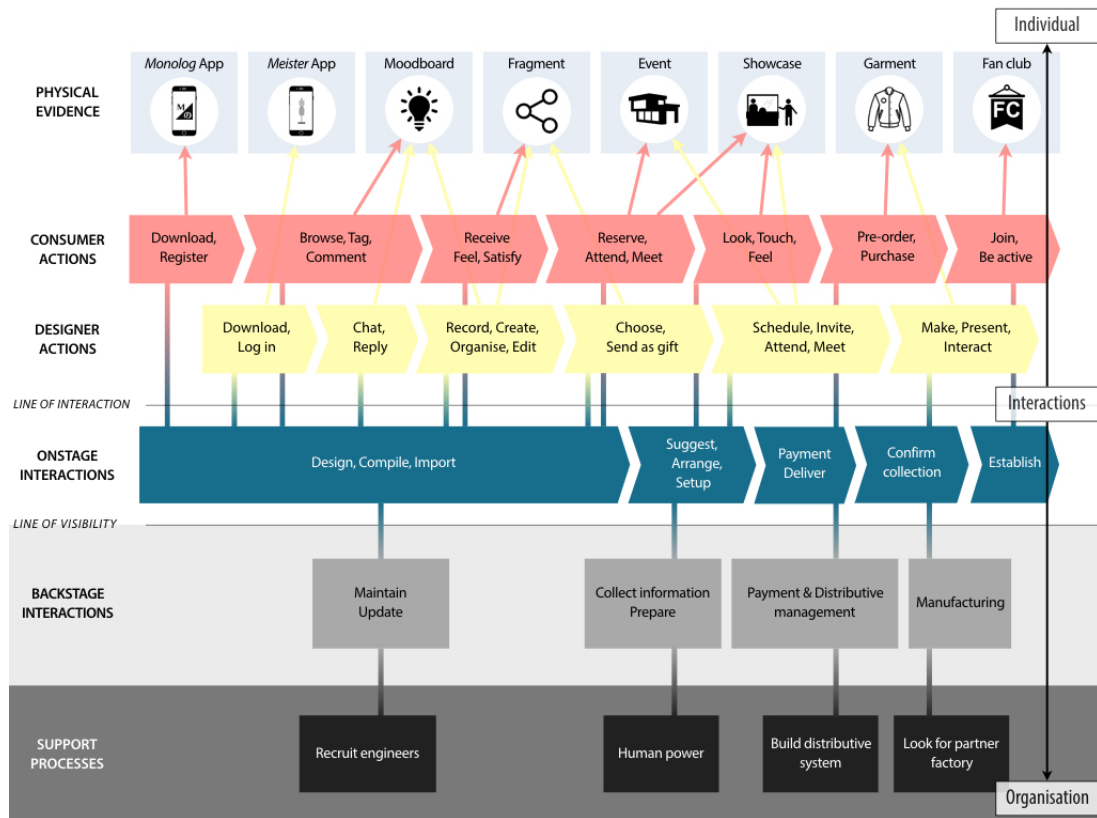 Individual
Monolog App
Meister App
Moodboard
Fragment
Event
Showcase
Garment
Fan club
PHYSICAL
EVIDENCE
FC
CONSUMER
ACTIONS
Download,
Register
Browse, Tag,
Comment
Receive
Feel, Satisfy
Reserve,
Attend, Meet
Look, Touch,
Feel
Pre-order,
Purchase
Join,
Be active
DESIGNER
ACTIONS
Download,
Log in
Chat,
Reply
Record, Create,
Organise, Edit
Choose,
Send as gift
Schedule, Invite,
Attend, Meet
Make, Present,
Interact
LINE OF INTERACTION
Interactions
ONSTAGE
INTERACTIONS
Design, Compile, Import
Suggest,
Arrange,
Setup
Payment
Deliver
Confirm
collection
Establish
LINE OF VISIBILITY
BACKSTAGE
INTERACTIONS
Maintain
Update
Collect information
Prepare
Payment & Distributive
management
Manufacturing
SUPPORT
PROCESSES
Recruit engineers
Human power
Build distributive
system
Look for partner
factory
Organisation